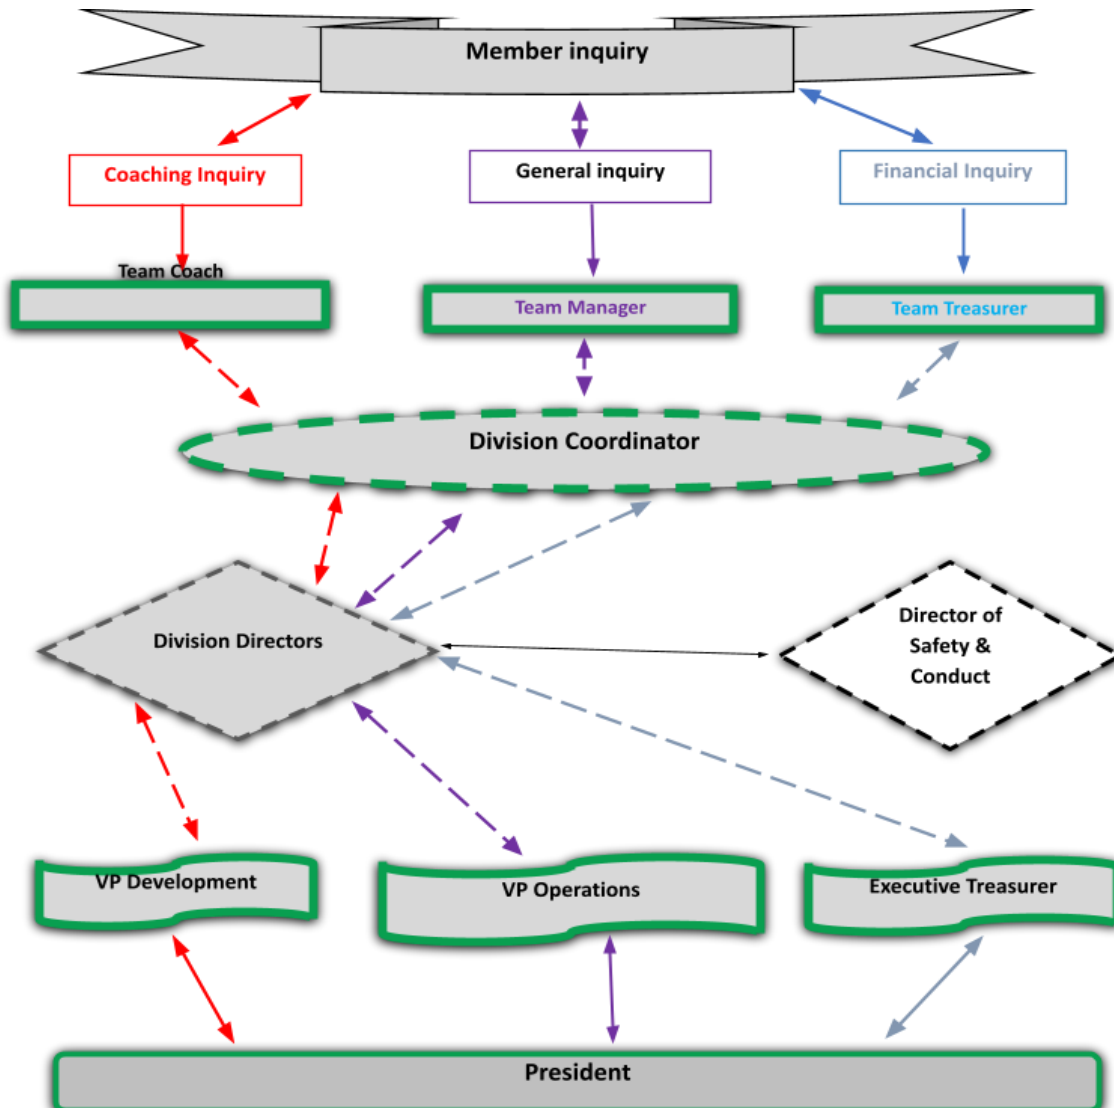 Member inquiry
Coaching Inquiry
General inquiry
Financial Inquiry
Team Coach
Team Manager
Team Treasurer
Division Coordinator
Division Directors
Director of
Safety &
Conduct
VP Development
VP Operations
Executive Treasurer
President